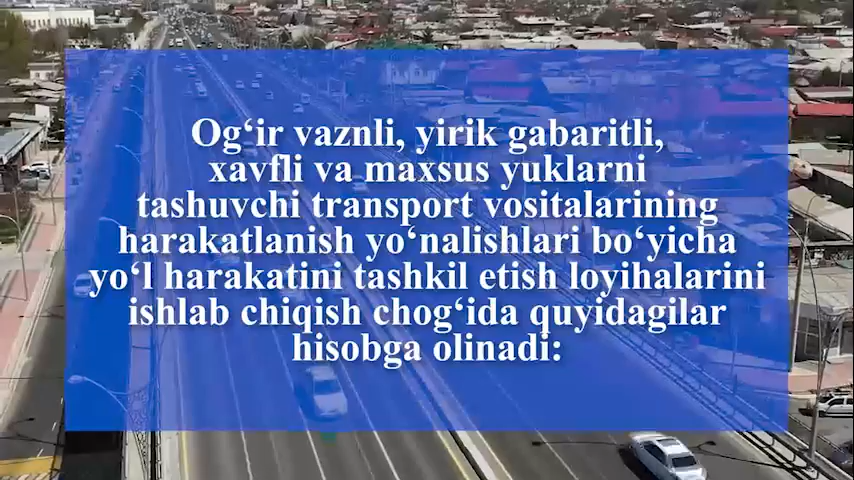 Og‘ir vaznli, yirik gabaritli,
xavfli va maxsus yuklarni
tashuvchi transport vositalarining
harakatlanish yo‘nalishlari bo‘yicha
yo‘l harakatini tashkil etish loyihalarini
ishlab chiqish chog‘ida quyidagilar
hisobga olinadi: